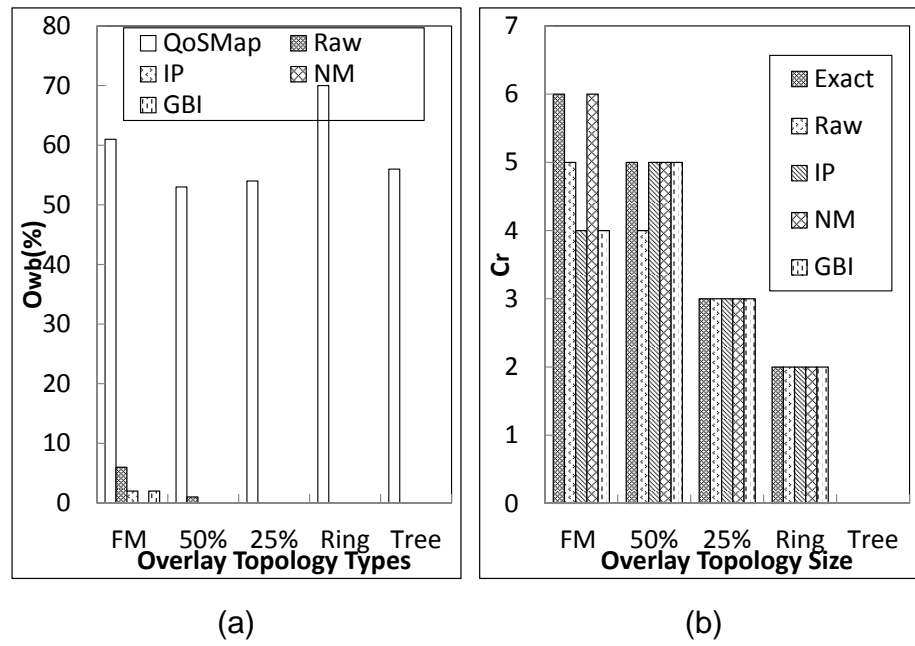 80
70
60
50
40
30
20
10
0
Owb(%)
QoSMap
Raw
IP
NM
GBI
FM 50% 25% Ring Tree
Overlay Topology Types
(a)
7
6
5
4
3
2
1
0
Cr
Exact
Raw
IP
NM
GBI
FM 50% 25% Ring Tree
Overlay Topology Size
(b)